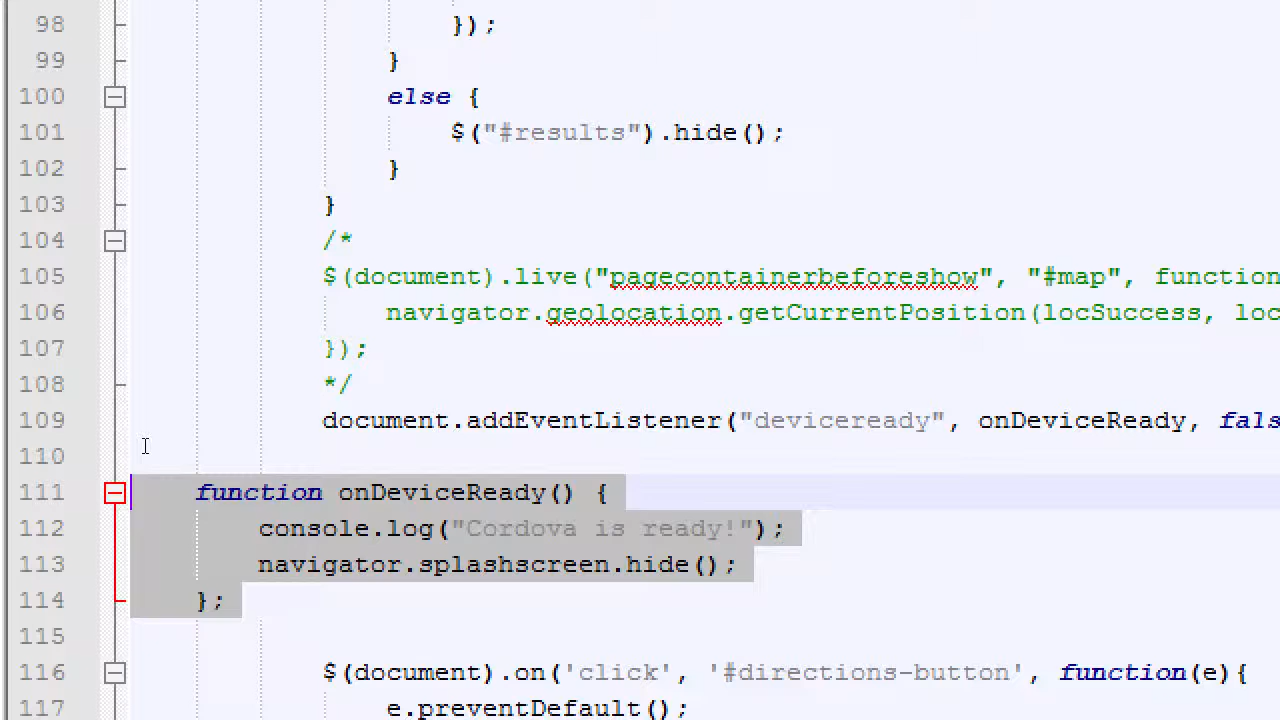 98 });
99 }
100 else {
101 $("#results").hide();
102 }
103 }
104 /*
105 $(document).live("pagecontainerbeforeshow", "#map", function
106 navigator.geolocation.getCurrentPosition(locSuccess, loc
107 });
108 */
109 document.addEventListener("deviceready", onDeviceReady, fals
110
111 function onDeviceReady() {
112 console.log("Cordova is ready!");
113 navigator.splashscreen.hide();
114 };
115
116 $(document).on('click', '#directions-button', function(e){
117 e.preventDefault();